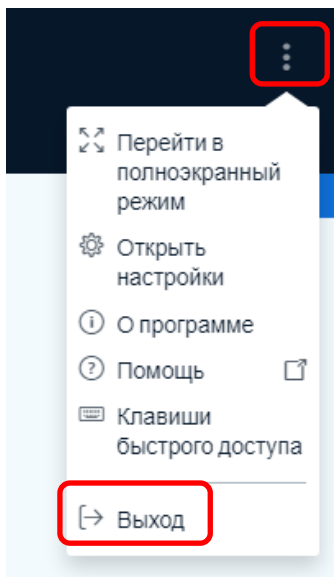 Перейти в
полноэкранный
режим
Открыть
настройки
О программе
Помощь
Клавиши
быстрого доступа
Выход